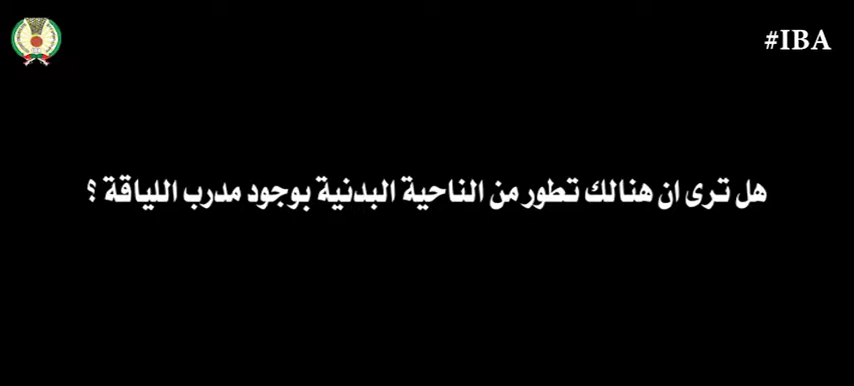 #IBA
هل ترى ان هنالك تطور من الناحية البدنية بوجود مدرب اللياقة ؟